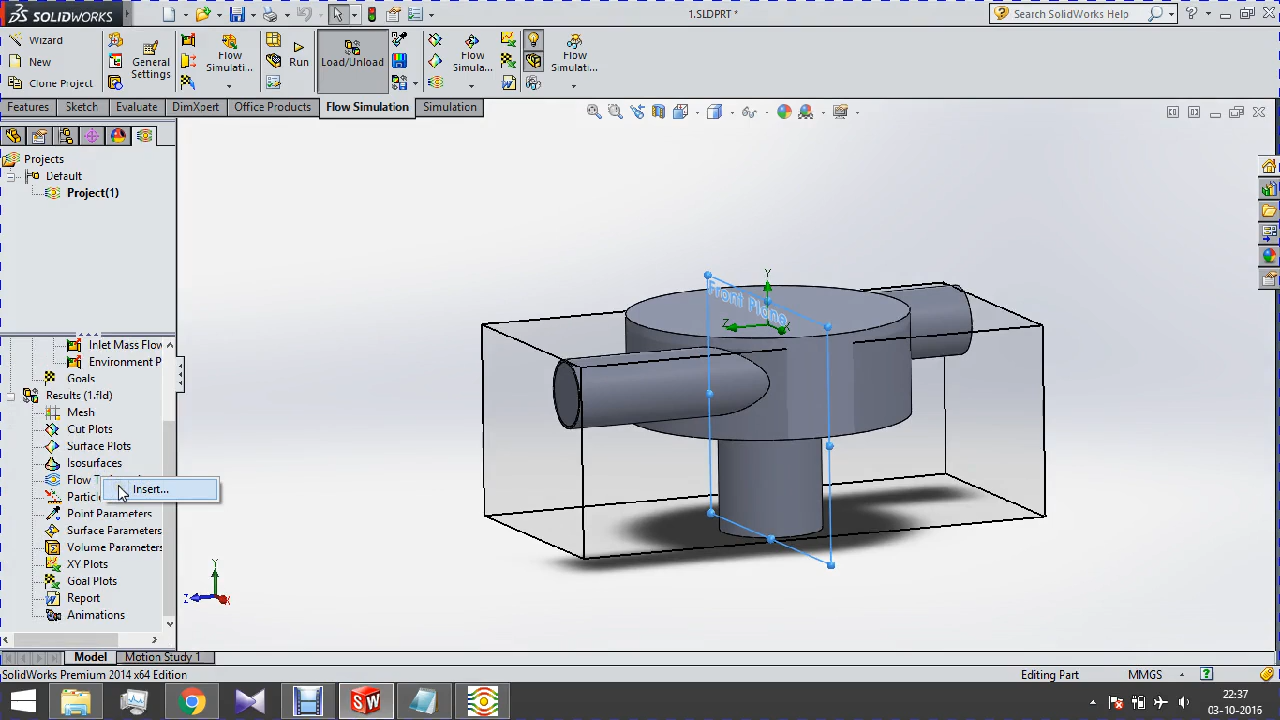 SOLIDWORKS
1.SLDPRT *
Search SolidWorks Help
Wizard
New
Clone Project
General
Settings
Flow
Simulati...
Run
Load/Unload
Flow
Simula...
Flow
Simulati...
Features
Sketch
Evaluate
DimXpert
Office Products
Flow Simulation
Simulation
Projects
Default
Project(1)
Inlet Mass Flow
Environment P
Goals
Results (1.fld)
Mesh
Cut Plots
Surface Plots
Isosurfaces
Flow T
Insert...
Particl
Point Parameters
Surface Parameters
Volume Parameters
XY Plots
Goal Plots
Report
Animations
Front Plane
Y
Z
Y
Z
X
Model
Motion Study 1
SolidWorks Premium 2014 x64 Edition
Editing Part
MMGS
22:37
03-10-2016